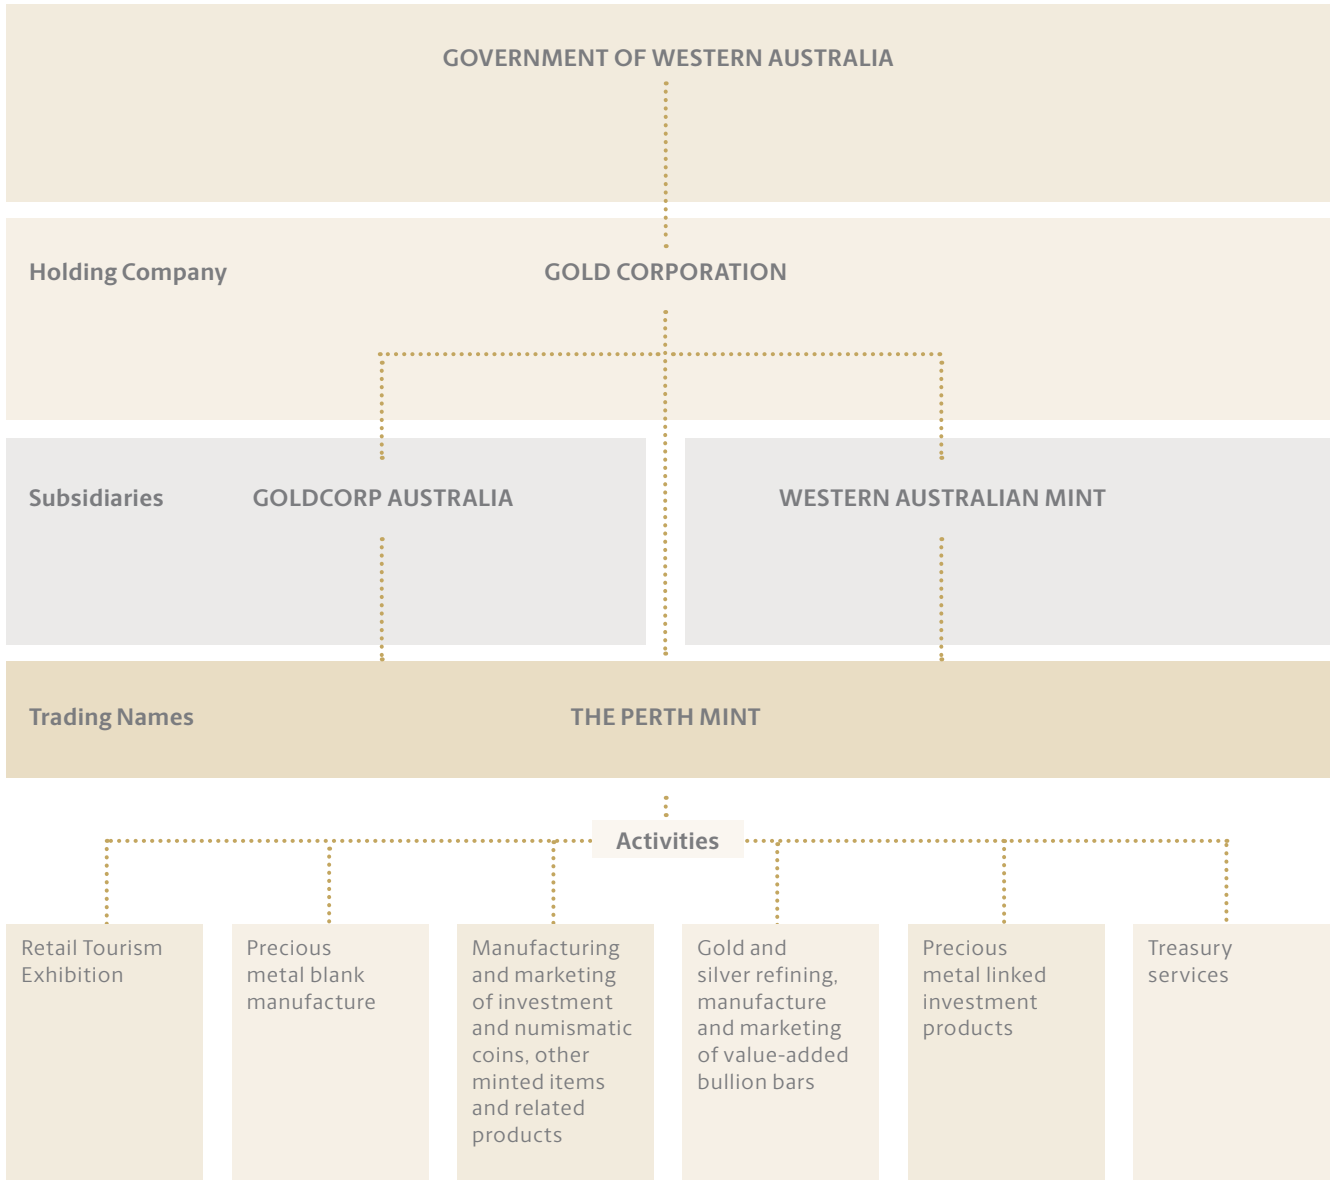 GOVERNMENT OF WESTERN AUSTRALIA
Holding Company
GOLD CORPORATION
Subsidiaries
GOLDCORP AUSTRALIA
WESTERN AUSTRALIAN MINT
Trading Names
THE PERTH MINT
Activities
Retail Tourism
Exhibition
Precious
metal blank
manufacture
Manufacturing
and marketing
of investment
and numismatic
coins, other
minted items
and related
products
Gold and
silver refining,
manufacture
and marketing
of value-added
bullion bars
Precious
metal linked
investment
products
Treasury
services